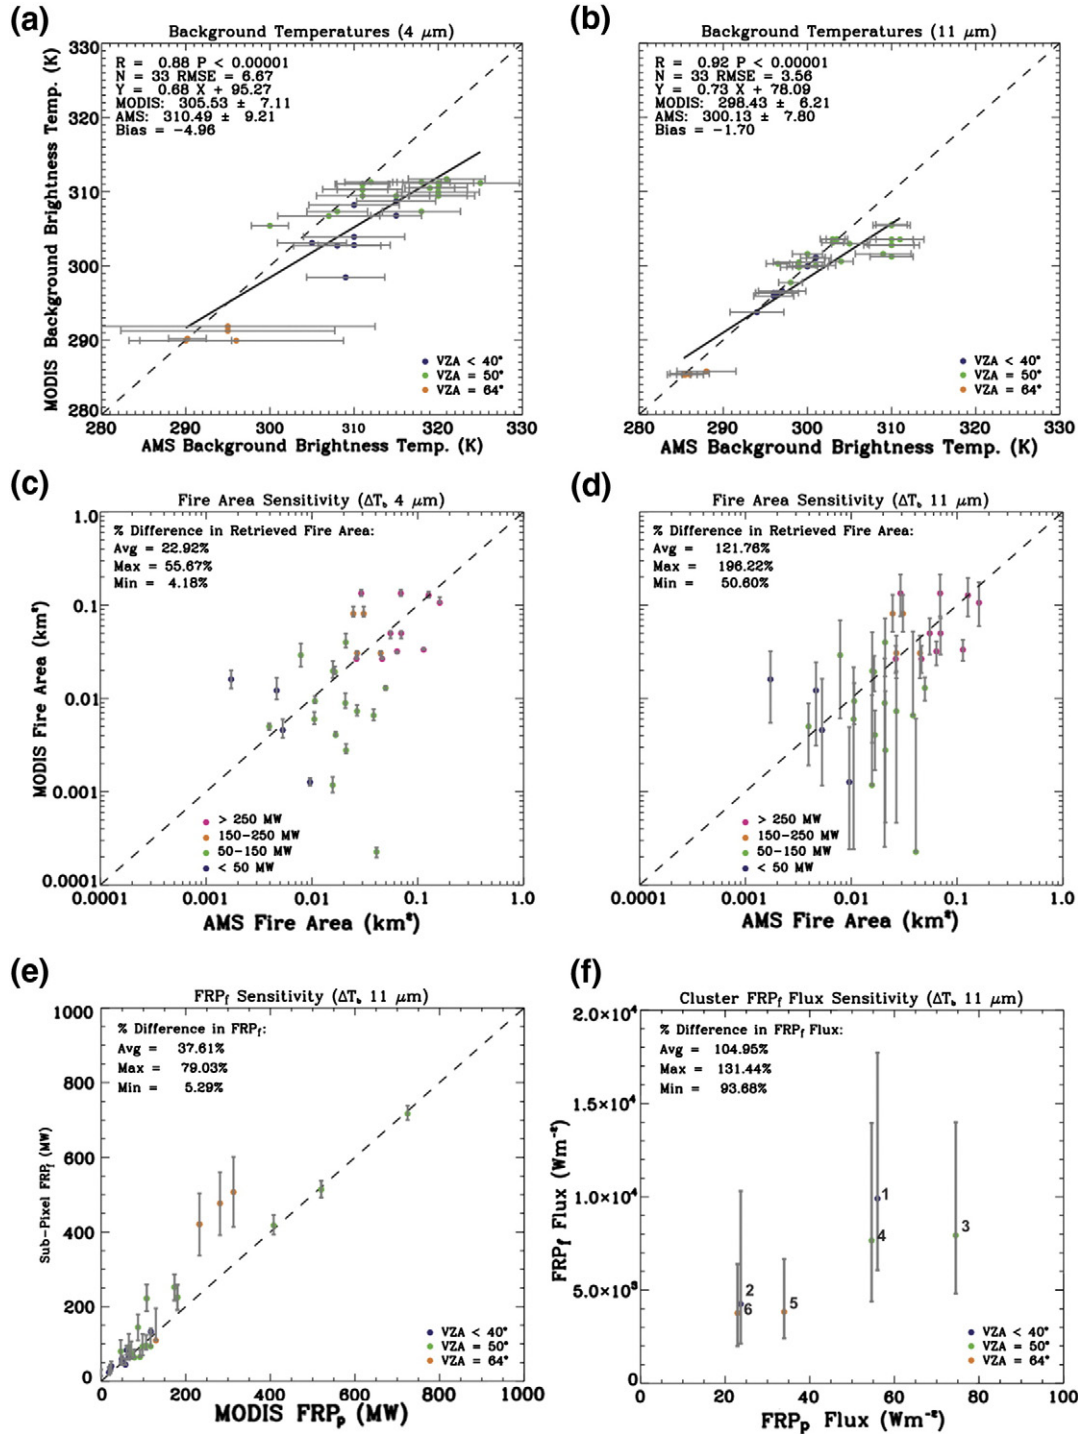 (a)
Background Temperatures (4 μm)
R = 0.88 P < 0.00001
N = 33 RMSE = 6.67
Y = 0.68 X + 95.27
MODIS: 305.53 ± 7.11
AMS: 310.49 ± 9.21
Bias = -4.96
MODIS Background Brightness Temp. (K)
330
320
310
300
290
280
VZA < 40°
VZA = 50°
VZA = 64°
280 290 300 310 320 330
AMS Background Brightness Temp. (K)
(b)
Background Temperatures (11 μm)
R = 0.92 P < 0.00001
N = 33 RMSE = 3.56
Y = 0.73 X + 78.09
MODIS: 298.43 ± 6.21
AMS: 300.13 ± 7.80
Bias = -1.70
VZA < 40°
VZA = 50°
VZA = 64°
280 290 300 310 320 330
AMS Background Brightness Temp. (K)
(c)
Fire Area Sensitivity (ΔT_b 4 μm)
% Difference in Retrieved Fire Area:
Avg = 22.92%
Max = 55.67%
Min = 4.18%
MODIS Fire Area (km²)
1.0
0.1
0.01
0.001
0.0001
> 250 MW
150-250 MW
50-150 MW
< 50 MW
0.0001 0.001 0.01 0.1 1.0
AMS Fire Area (km²)
(d)
Fire Area Sensitivity (ΔT_b 11 μm)
% Difference in Retrieved Fire Area:
Avg = 121.76%
Max = 196.22%
Min = 50.60%
> 250 MW
150-250 MW
50-150 MW
< 50 MW
0.0001 0.001 0.01 0.1 1.0
AMS Fire Area (km²)
(e)
FRP_f Sensitivity (ΔT_b 11 μm)
% Difference in FRP_f:
Avg = 37.61%
Max = 79.03%
Min = 5.29%
Sub-Pixel FRP_f (MW)
1000
800
600
400
200
0
VZA < 40°
VZA = 50°
VZA = 64°
0 200 400 600 800 1000
MODIS FRP_p (MW)
(f)
Cluster FRP_f Flux Sensitivity (ΔT_b 11 μm)
% Difference in FRP_f Flux:
Avg = 104.95%
Max = 131.44%
Min = 93.68%
FRP_f Flux (Wm⁻²)
2.0×10⁴
1.5×10⁴
1.0×10⁴
5.0×10³
0
1
4
3
2
6
5
VZA < 40°
VZA = 50°
VZA = 64°
0 20 40 60 80 100
FRP_p Flux (Wm⁻²)